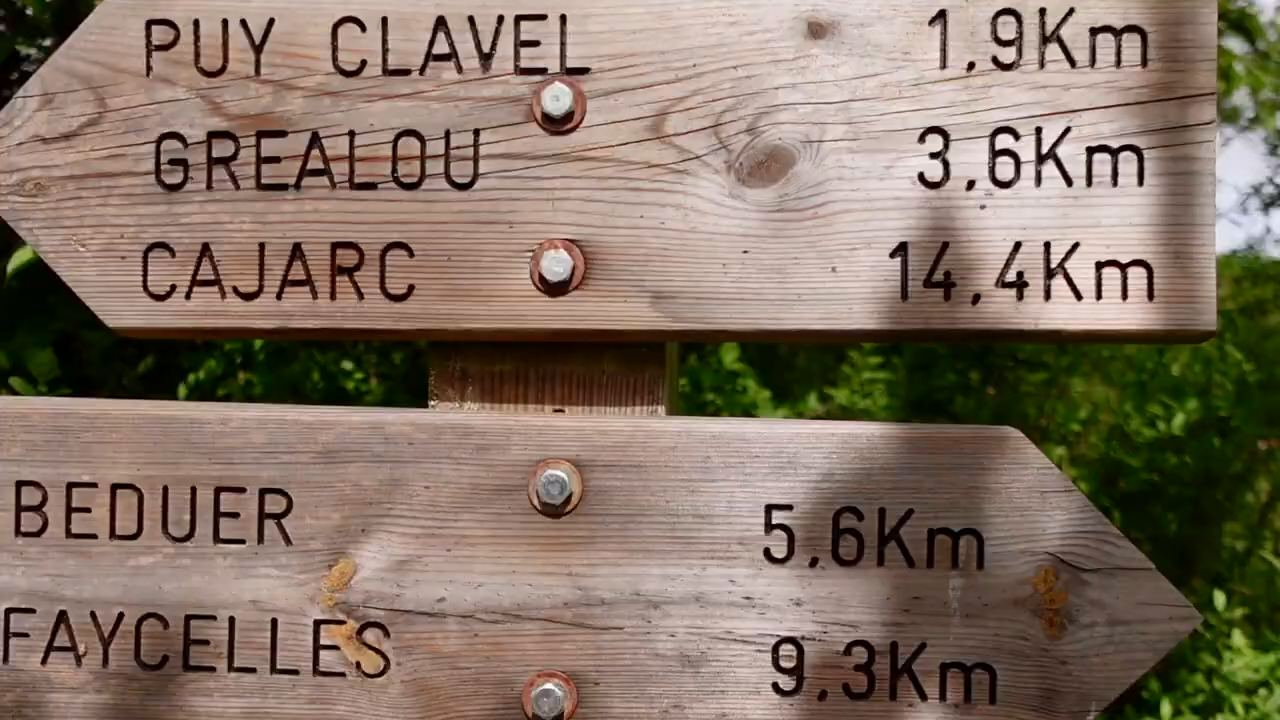 PUY CLAVEL 1,9Km
GREALOU 3,6Km
CAJARC 14,4Km
BEDUER 5,6Km
FAYCELLES 9,3Km